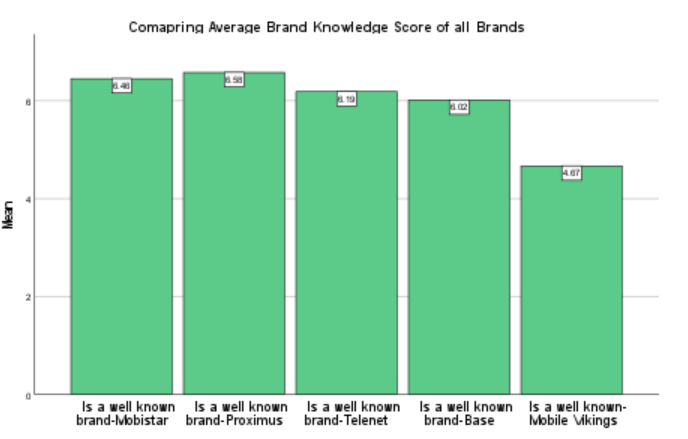 Comapring Average Brand Knowledge Score of all Brands
Mean
6
4
2
0
6.46
6.58
6.19
6.02
4.67
Is a well known
brand-Mobistar
Is a well known
brand-Proximus
Is a well known
brand-Telenet
Is a well known
brand-Base
Is a well known-
Mobile Vikings